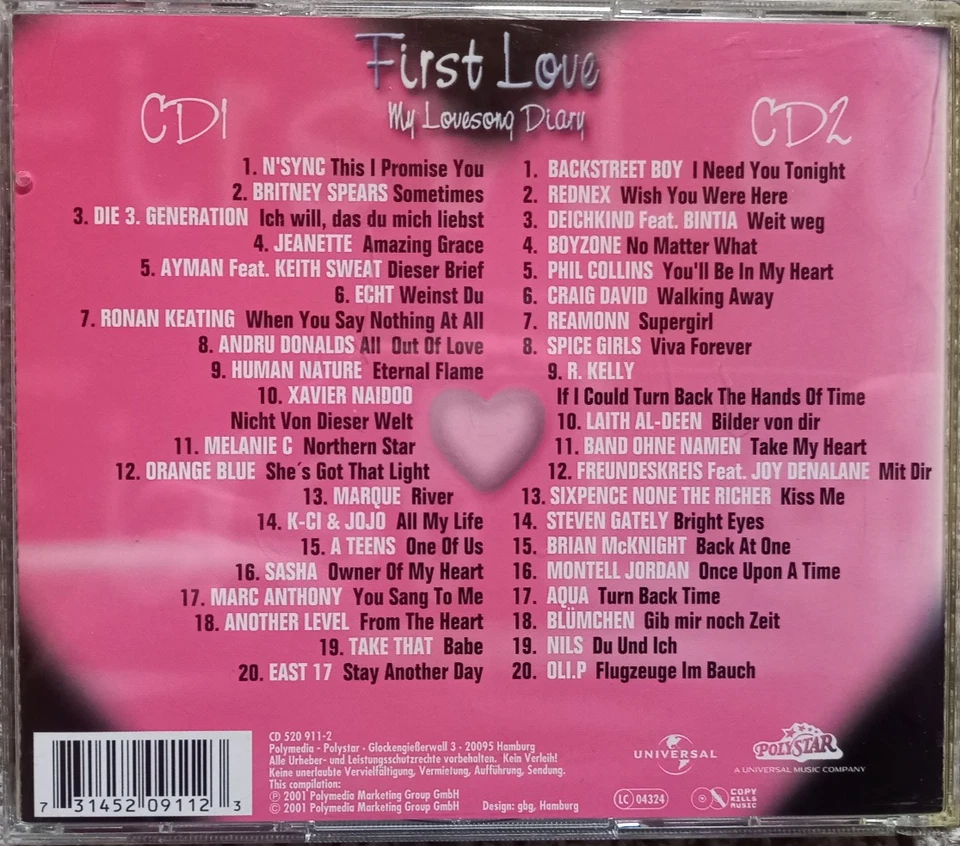 First Love
My Lovesong Diary
CD1
1. N'SYNC This I Promise You
2. BRITNEY SPEARS Sometimes
3. DIE 3. GENERATION Ich will, das du mich liebst
4. JEANETTE Amazing Grace
5. AYMAN Feat. KEITH SWEAT Dieser Brief
6. ECHT Weinst Du
7. RONAN KEATING When You Say Nothing At All
8. ANDRU DONALDS All Out Of Love
9. HUMAN NATURE Eternal Flame
10. XAVIER NAIDOO
Nicht Von Dieser Welt
11. MELANIE C Northern Star
12. ORANGE BLUE She´s Got That Light
13. MARQUE River
14. K-CI & JOJO All My Life
15. A TEENS One Of Us
16. SASHA Owner Of My Heart
17. MARC ANTHONY You Sang To Me
18. ANOTHER LEVEL From The Heart
19. TAKE THAT Babe
20. EAST 17 Stay Another Day
CD2
1. BACKSTREET BOY I Need You Tonight
2. REDNEX Wish You Were Here
3. DEICHKIND Feat. BINTIA Weit weg
4. BOYZONE No Matter What
5. PHIL COLLINS You'll Be In My Heart
6. CRAIG DAVID Walking Away
7. REAMONN Supergirl
8. SPICE GIRLS Viva Forever
9. R. KELLY
If I Could Turn Back The Hands Of Time
10. LAITH AL-DEEN Bilder von dir
11. BAND OHNE NAMEN Take My Heart
12. FREUNDESKREIS Feat. JOY DENALANE Mit Dir
13. SIXPENCE NONE THE RICHER Kiss Me
14. STEVEN GATELY Bright Eyes
15. BRIAN McKNIGHT Back At One
16. MONTELL JORDAN Once Upon A Time
17. AQUA Turn Back Time
18. BLÜMCHEN Gib mir noch Zeit
19. NILS Du Und Ich
20. OLI.P Flugzeuge Im Bauch
7 31452 09112 3
CD 520 911-2
Polymedia - Polystar · Glockengießerwall 3 · 20095 Hamburg
Alle Urheber- und Leistungsschutzrechte vorbehalten. Kein Verleih!
Keine unerlaubte Vervielfältigung, Vermietung, Aufführung, Sendung.
This compilation:
℗ 2001 Polymedia Marketing Group GmbH
© 2001 Polymedia Marketing Group GmbH
Design: gbg, Hamburg
UNIVERSAL
POLYSTAR
A UNIVERSAL MUSIC COMPANY
LC 04324
COPY
KILLS
MUSIC